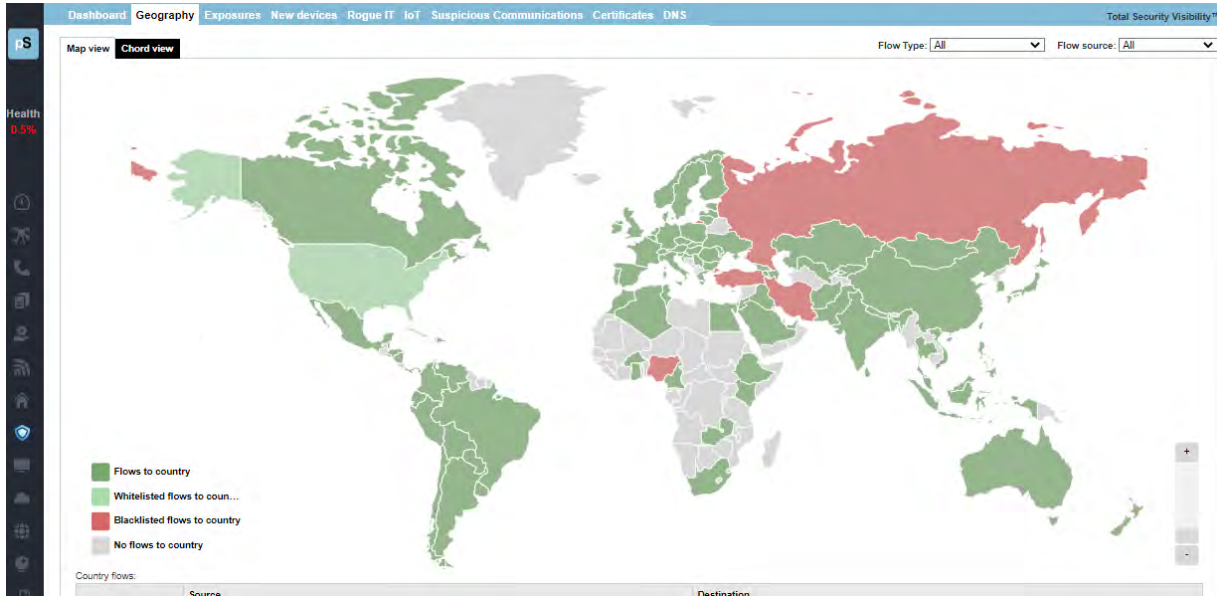 Dashboard Geography Exposures New devices Rogue IT IoT Suspicious Communications Certificates DNS
Total Security Visibility™
pS
Map view Chord view
Flow Type: All Flow source: All
Health
0.5%
Flows to country
Whitelisted flows to coun...
Blacklisted flows to country
No flows to country
+
-
Country flows:
Source Destination